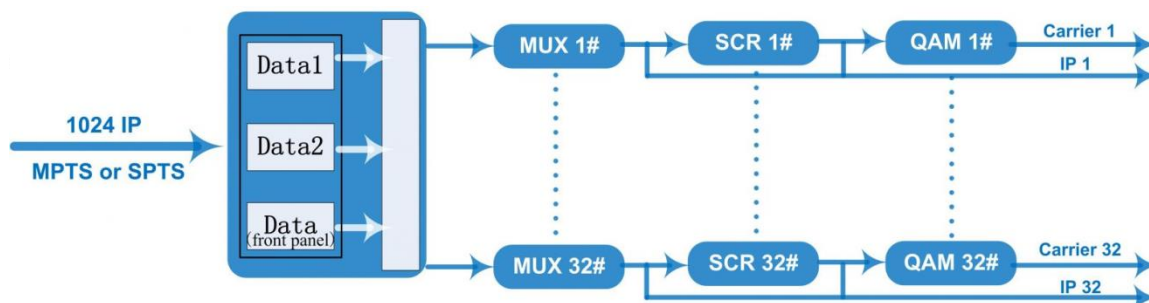 1024 IP
MPTS or SPTS
Data1
Data2
Data
(front panel)
MUX 1#
SCR 1#
QAM 1#
Carrier 1
IP 1
MUX 32#
SCR 32#
QAM 32#
Carrier 32
IP 32